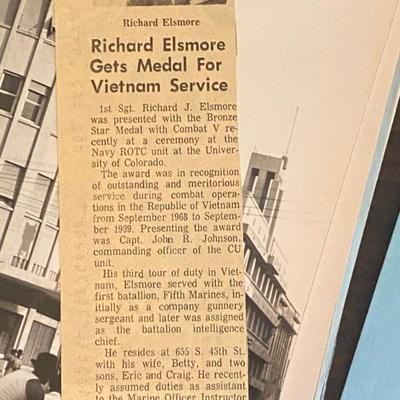 Richard Elsmore
Richard Elsmore
Gets Medal For
Vietnam Service
1st Sgt. Richard J. Elsmore
was presented with the Bronze
Star Medal with Combat V re-
cently at a ceremony at the
Navy ROTC unit at the Univer-
sity of Colorado.
The award was in recognition
of outstanding and meritorious
service during combat opera-
tions in the Republic of Vietnam
from September 1968 to Septem-
ber 1969. Presenting the award
was Capt. John R. Johnson,
commanding officer of the CU
unit.
His third tour of duty in Viet-
nam, Elsmore served with the
first batallion, Fifth Marines, in-
itially as a company gunnery
sergeant and later was assigned
as the battalion intelligence
chief.
He resides at 655 S. 45th St.
with his wife, Betty, and two
sons, Eric and Craig. He recent-
ly assumed duties as assistant
to the Marine Officer Instructor